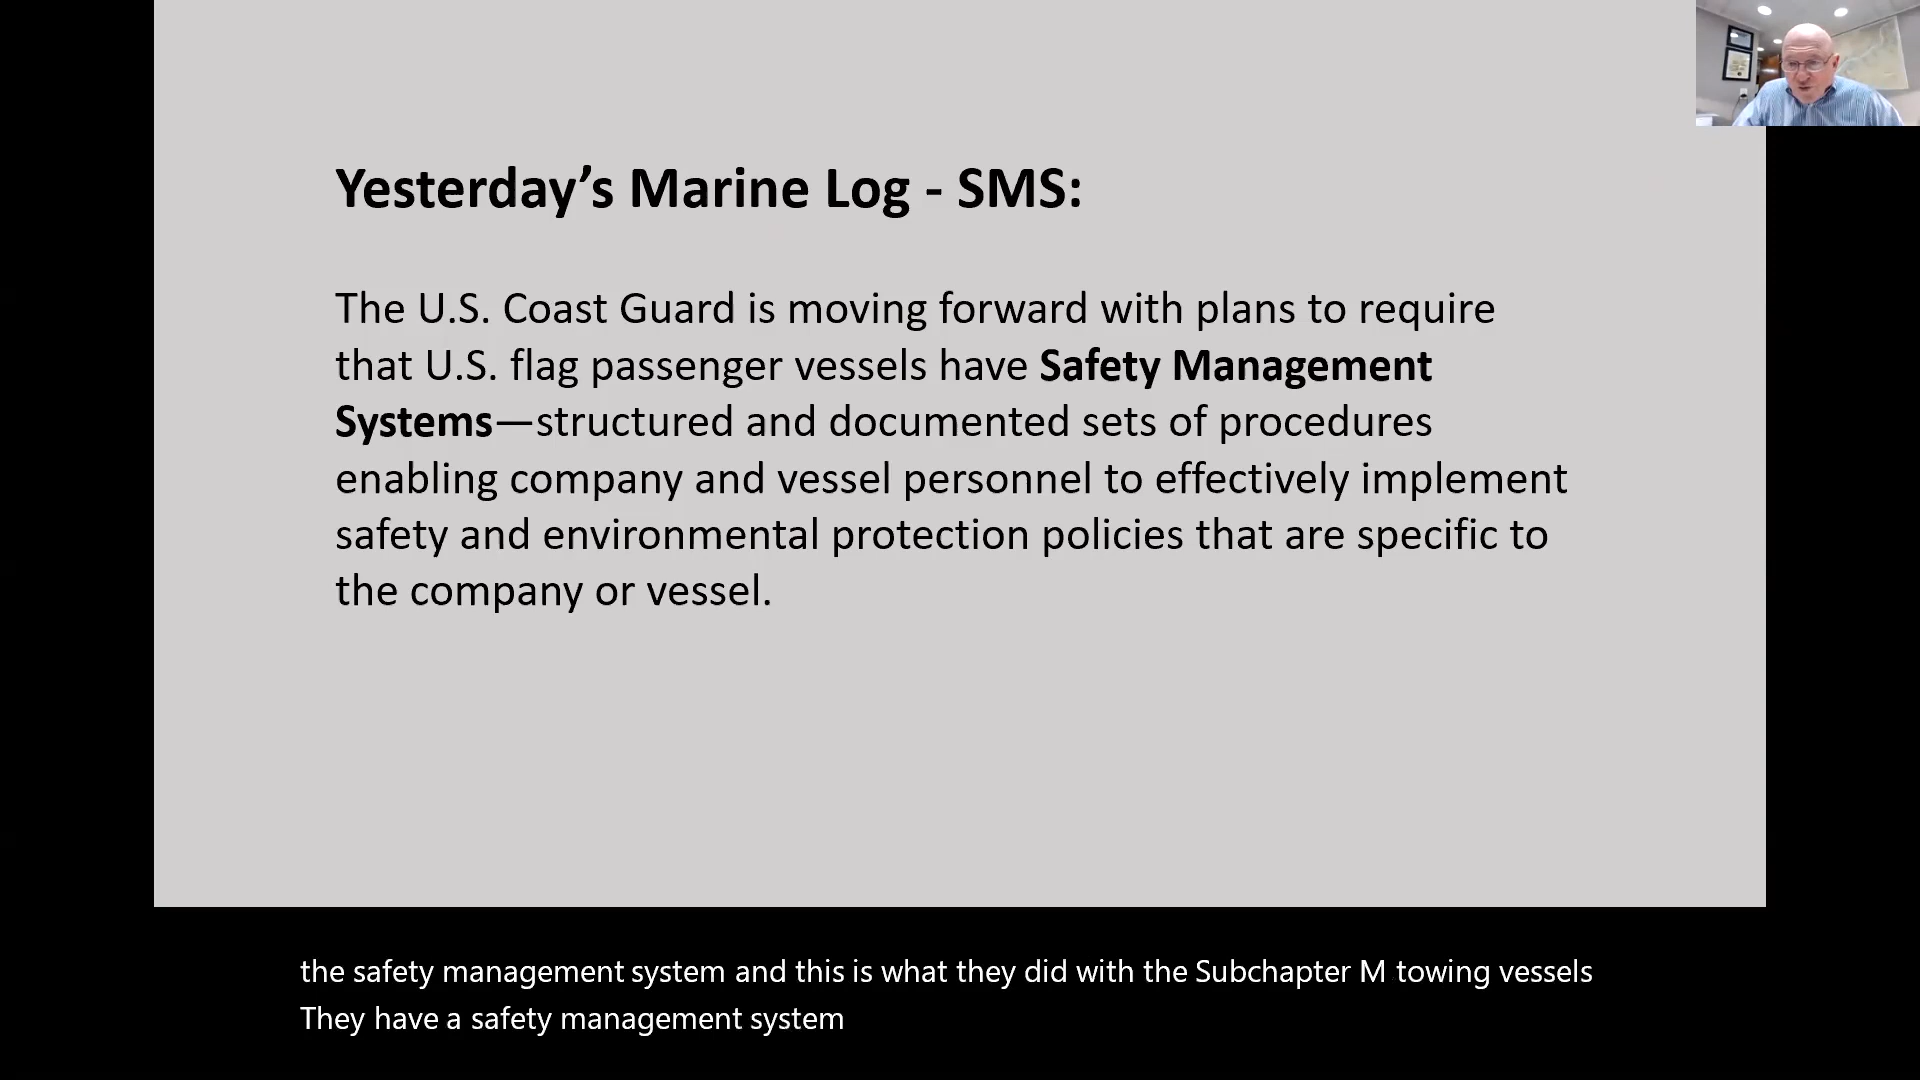 Yesterday’s Marine Log - SMS:
The U.S. Coast Guard is moving forward with plans to require
that U.S. flag passenger vessels have Safety Management
Systems—structured and documented sets of procedures
enabling company and vessel personnel to effectively implement
safety and environmental protection policies that are specific to
the company or vessel.
the safety management system and this is what they did with the Subchapter M towing vessels
They have a safety management system